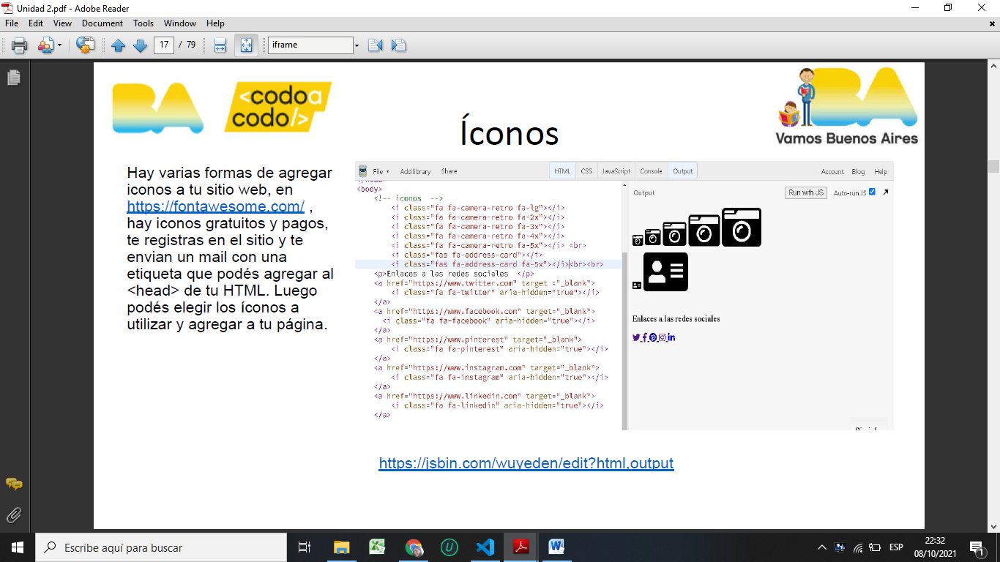 Unidad 2.pdf - Adobe Reader
File Edit View Document Tools Window Help
17 / 79 iframe
BA
<codo a
codo/>
BA
Vamos Buenos Aires
Íconos
Hay varias formas de agregar
iconos a tu sitio web, en
https://fontawesome.com/ ,
hay iconos gratuitos y pagos,
te registras en el sitio y te
envian un mail con una
etiqueta que podés agregar al
<head> de tu HTML. Luego
podés elegir los íconos a
utilizar y agregar a tu página.
File Add library Share HTML CSS JavaScript Console Output Account Blog Help
</head>
<body>
<!-- iconos -->
<i class="fa fa-camera-retro fa-lg"></i>
<i class="fa fa-camera-retro fa-2x"></i>
<i class="fa fa-camera-retro fa-3x"></i>
<i class="fa fa-camera-retro fa-4x"></i>
<i class="fa fa-camera-retro fa-5x"></i> <br>
<i class="fas fa-address-card"></i>
<i class="fas fa-address-card fa-5x"></i><br><br>
<p>Enlaces a las redes sociales </p>
<a href="https://www.twitter.com" target ="_blank">
<i class="fa fa-twitter" aria-hidden="true"></i>
</a>
<a href="https://www.facebook.com" target="_blank">
<i class="fa fa-facebook" aria-hidden="true"></i>
</a>
<a href="https://www.pinterest" target="_blank">
<i class="fa fa-pinterest" aria-hidden="true"></i>
</a>
<a href="https://www.instagram.com" target="_blank">
<i class="fa fa-instagram" aria-hidden="true"></i>
</a>
<a href="https://www.linkedin.com" target="_blank">
<i class="fa fa-linkedin" aria-hidden="true"></i>
</a>
Output Run with JS Auto-run JS
Enlaces a las redes sociales
https://jsbin.com/wuyeden/edit?html,output
Escribe aquí para buscar
ESP
22:32
08/10/2021
1